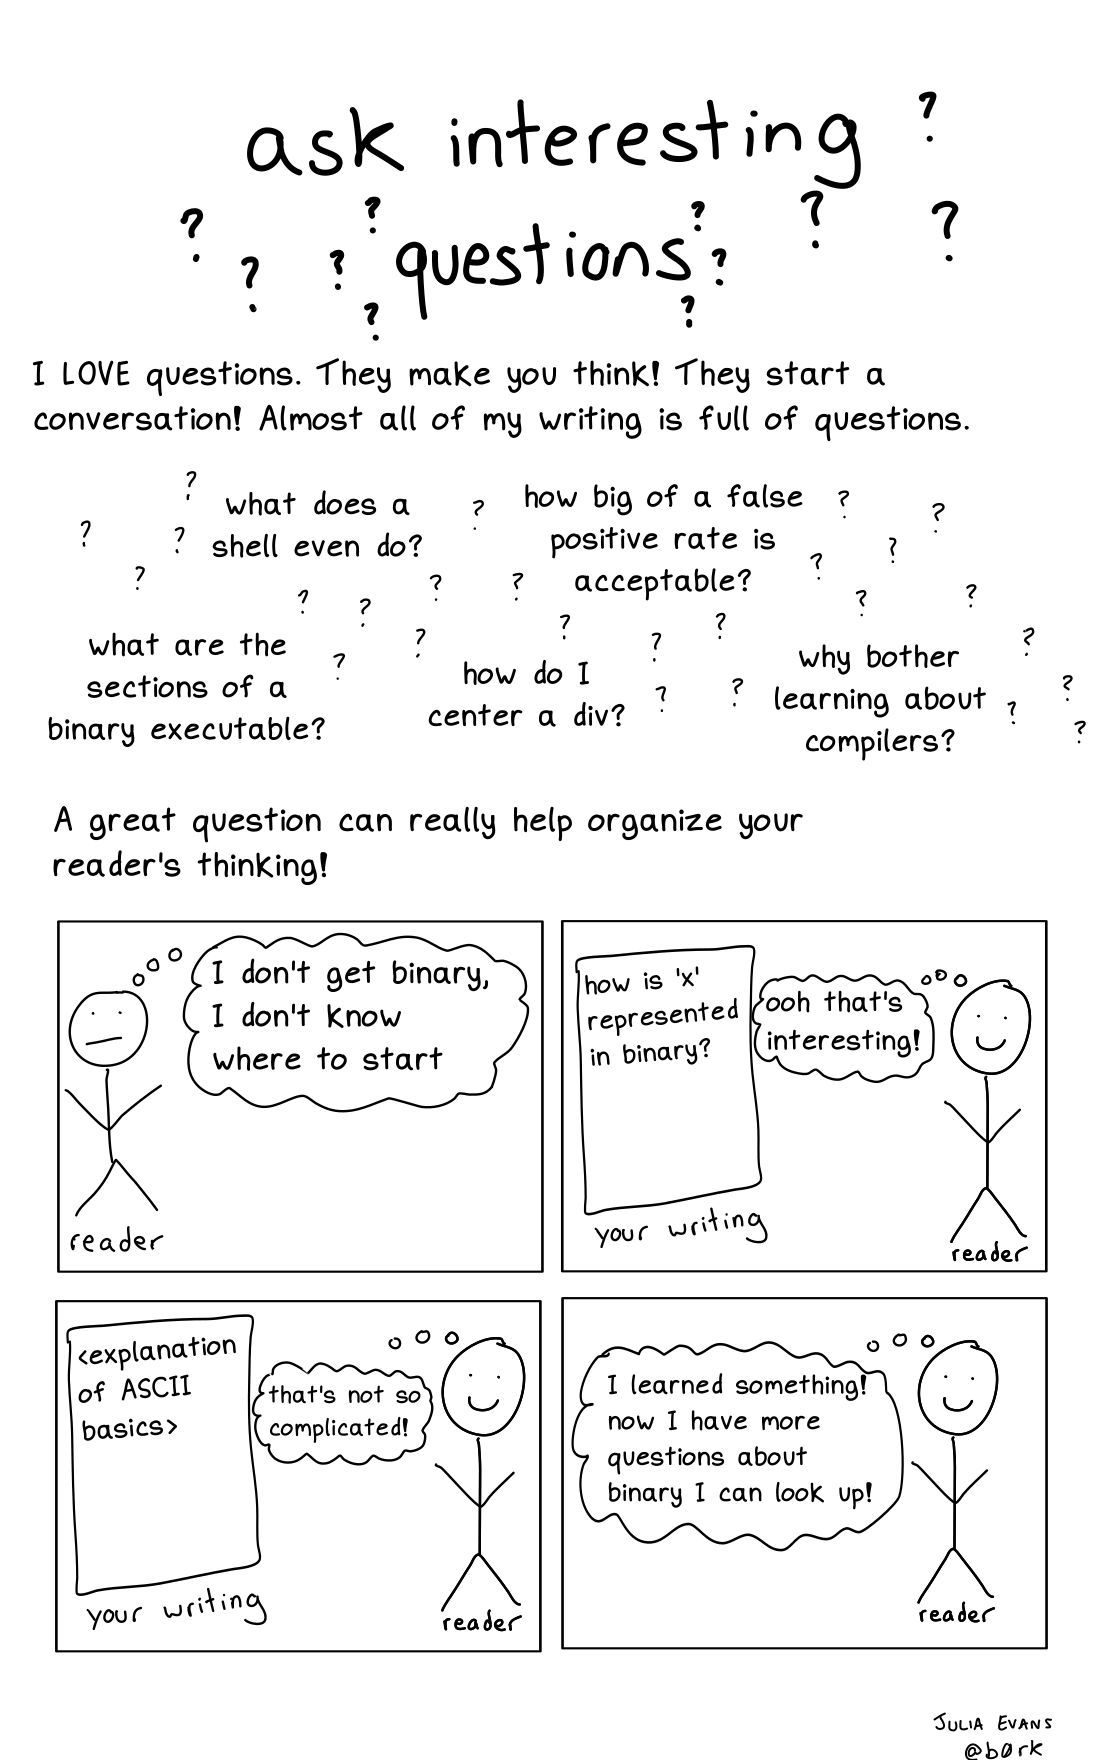 ask interesting
questions
I LOVE questions. They make you think! They start a
conversation! Almost all of my writing is full of questions.
what does a
shell even do?
how big of a false
positive rate is
acceptable?
what are the
sections of a
binary executable?
how do I
center a div?
why bother
learning about
compilers?
A great question can really help organize your
reader's thinking!
I don't get binary,
I don't know
where to start
reader
how is 'x'
represented
in binary?
your writing
ooh that's
interesting!
reader
<explanation
of ASCII
basics>
your writing
that's not so
complicated!
reader
I learned something!
now I have more
questions about
binary I can look up!
reader
JULIA EVANS
@b0rk